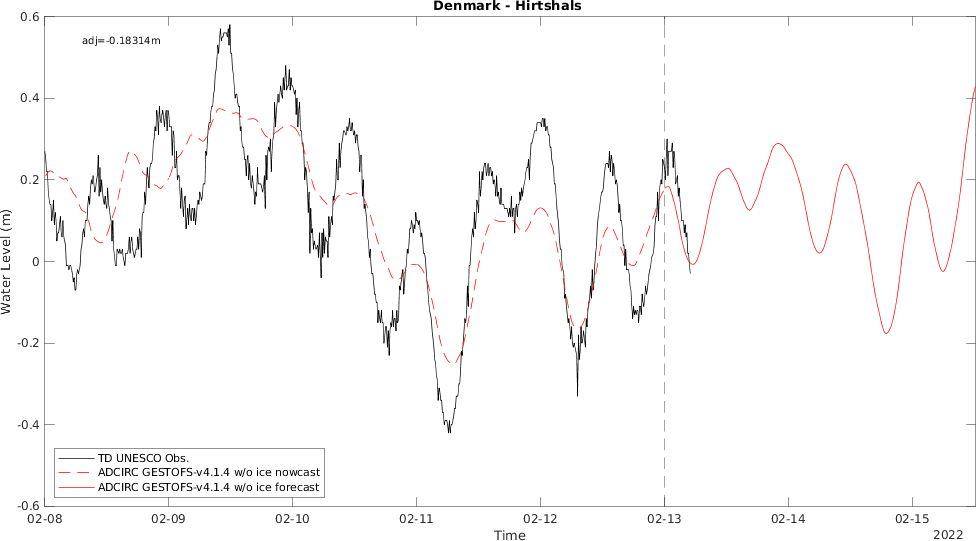 Denmark - Hirtshals
adj=-0.18314m
Water Level (m)
0.6
0.4
0.2
0
-0.2
-0.4
-0.6
TD UNESCO Obs.
ADCIRC GESTOFS-v4.1.4 w/o ice nowcast
ADCIRC GESTOFS-v4.1.4 w/o ice forecast
02-08 02-09 02-10 02-11 02-12 02-13 02-14 02-15
Time
2022